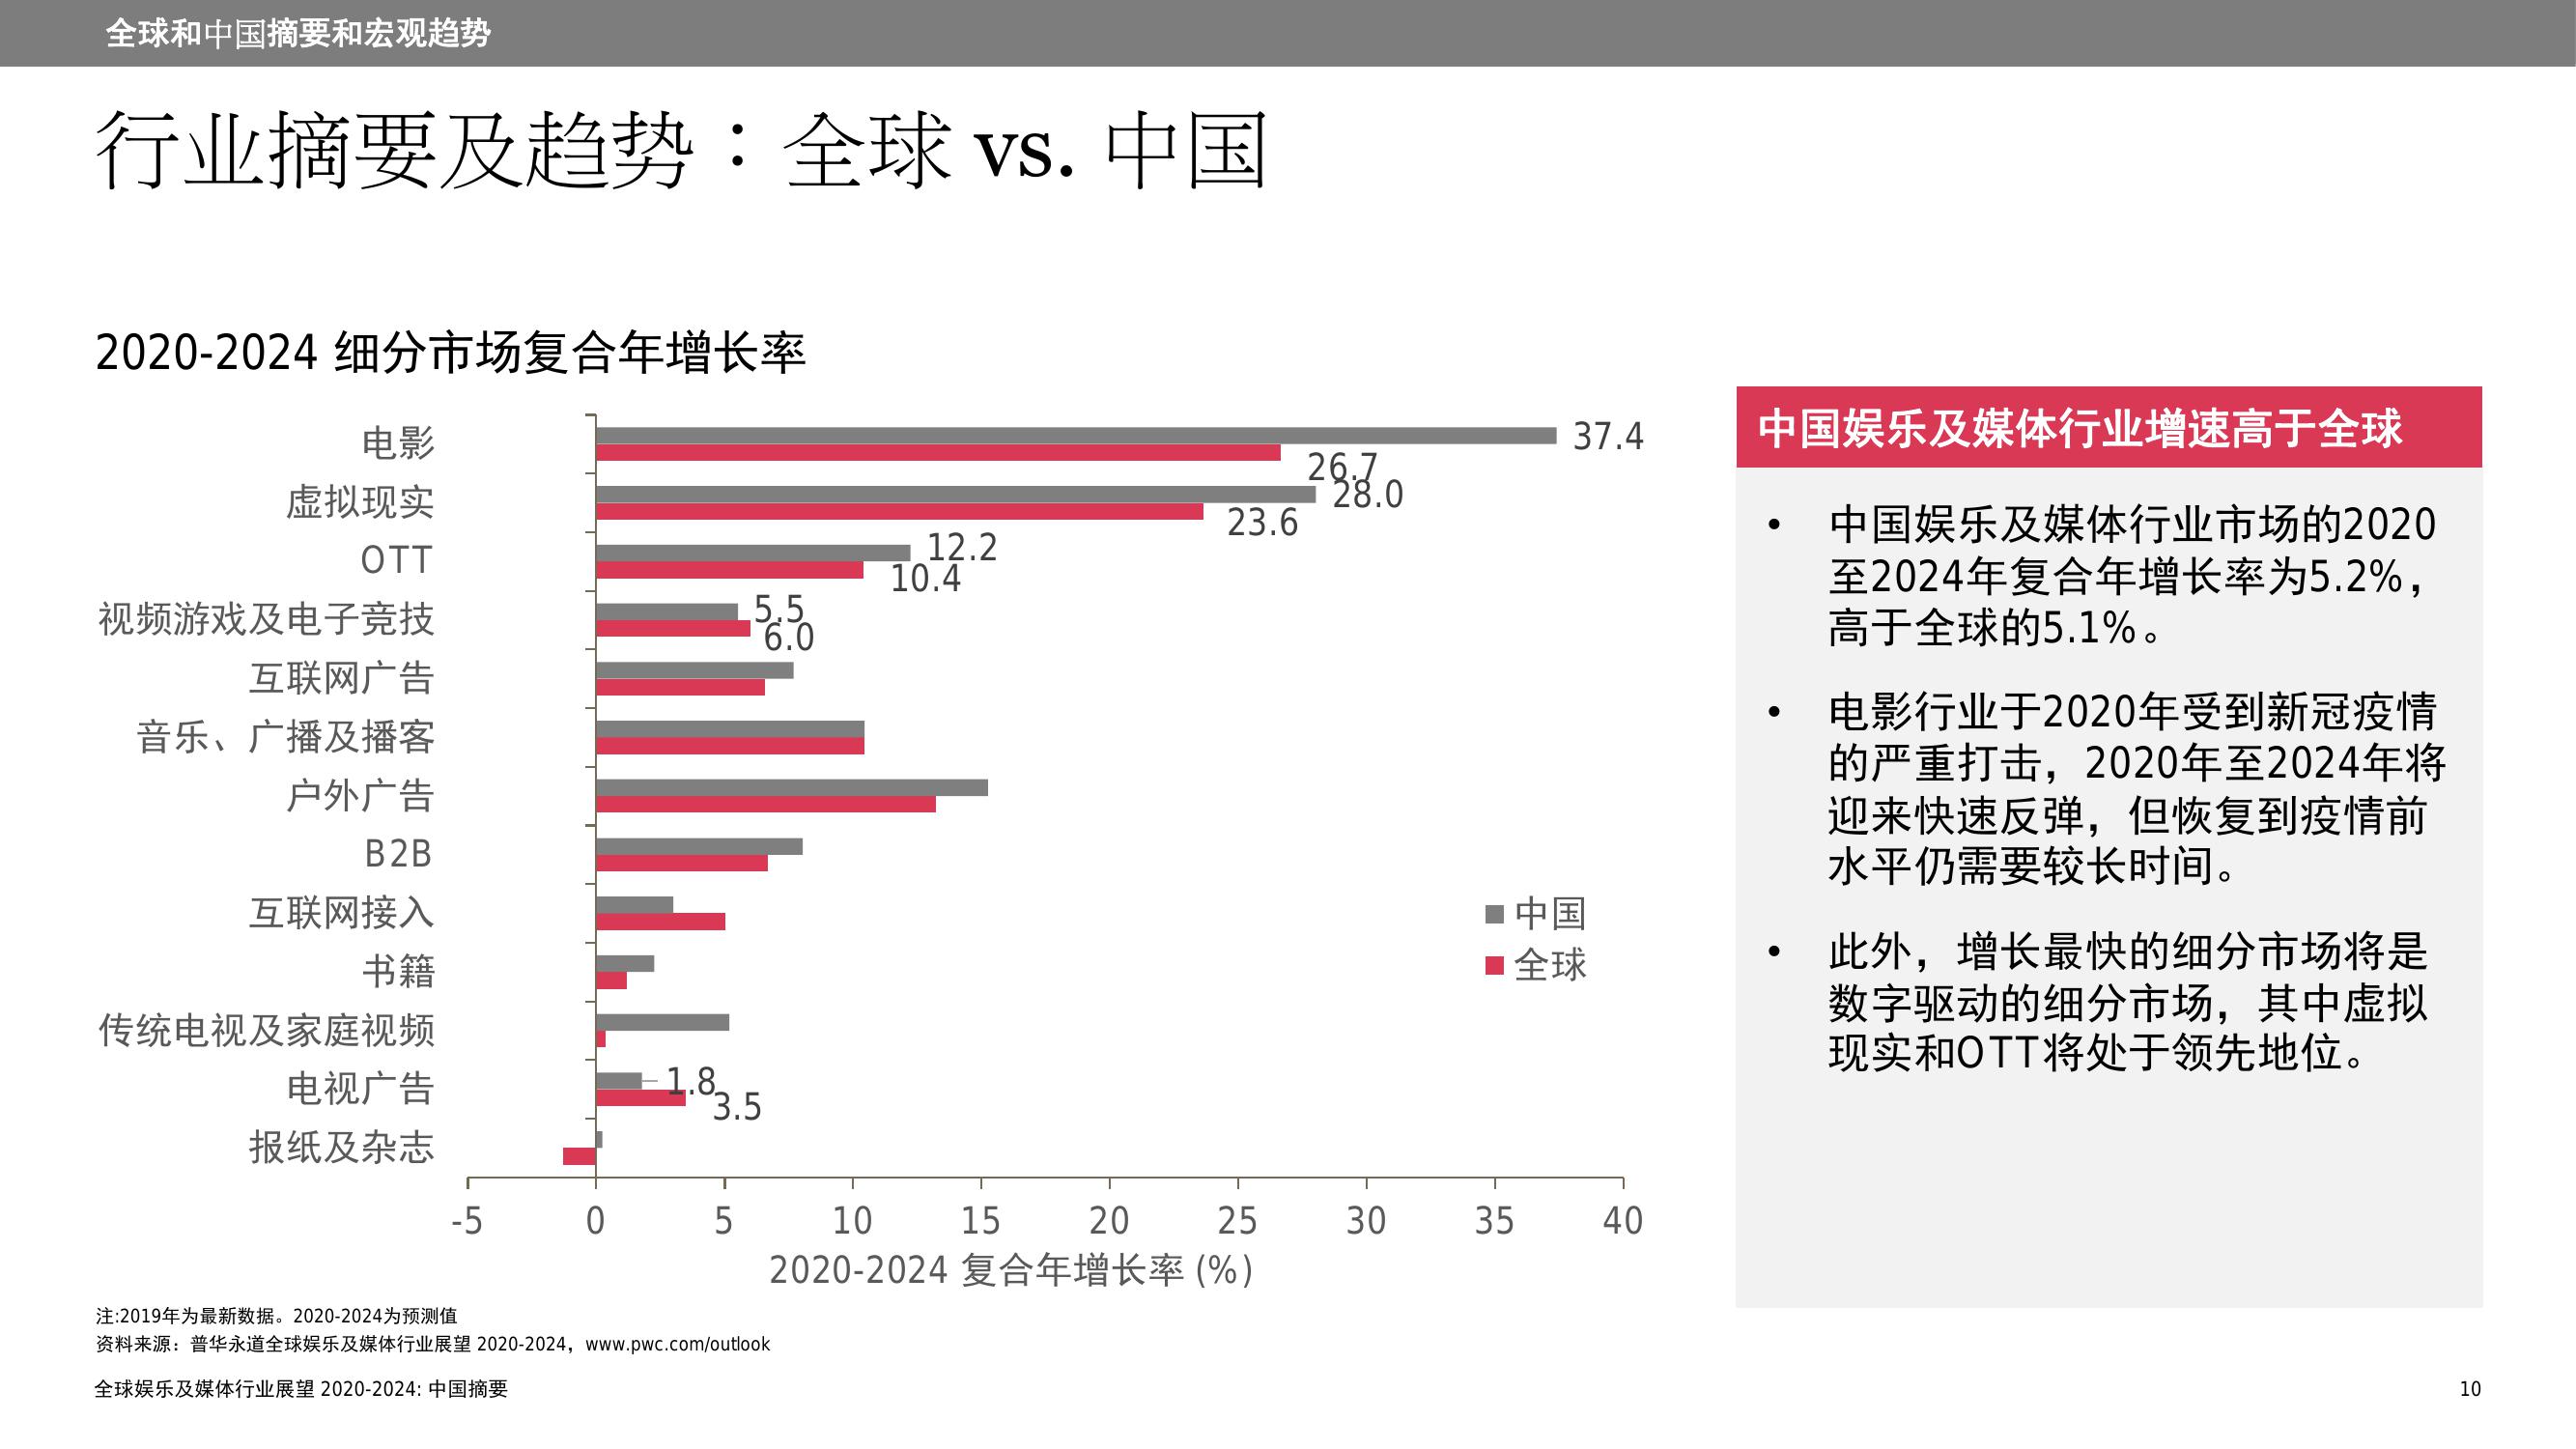 全球和中国摘要和宏观趋势
行业摘要及趋势：全球 vs. 中国
2020-2024 细分市场复合年增长率
电影
37.4
26.7
虚拟现实
28.0
23.6
OTT
12.2
10.4
视频游戏及电子竞技
5.5
6.0
互联网广告
音乐、广播及播客
户外广告
B2B
互联网接入
书籍
传统电视及家庭视频
电视广告
1.8
3.5
报纸及杂志
中国
全球
-5 0 5 10 15 20 25 30 35 40
2020-2024 复合年增长率 (%)
中国娱乐及媒体行业增速高于全球
• 中国娱乐及媒体行业市场的2020
至2024年复合年增长率为5.2%，
高于全球的5.1%。
• 电影行业于2020年受到新冠疫情
的严重打击，2020年至2024年将
迎来快速反弹，但恢复到疫情前
水平仍需要较长时间。
• 此外，增长最快的细分市场将是
数字驱动的细分市场，其中虚拟
现实和OTT将处于领先地位。
注:2019年为最新数据。2020-2024为预测值
资料来源：普华永道全球娱乐及媒体行业展望 2020-2024，www.pwc.com/outlook
全球娱乐及媒体行业展望 2020-2024: 中国摘要
10